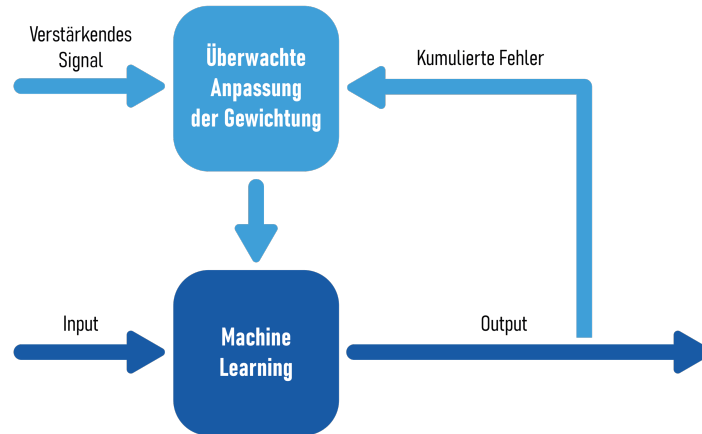 Verstärkendes
Signal
Überwachte
Anpassung
der Gewichtung
Kumulierte Fehler
Input
Machine
Learning
Output